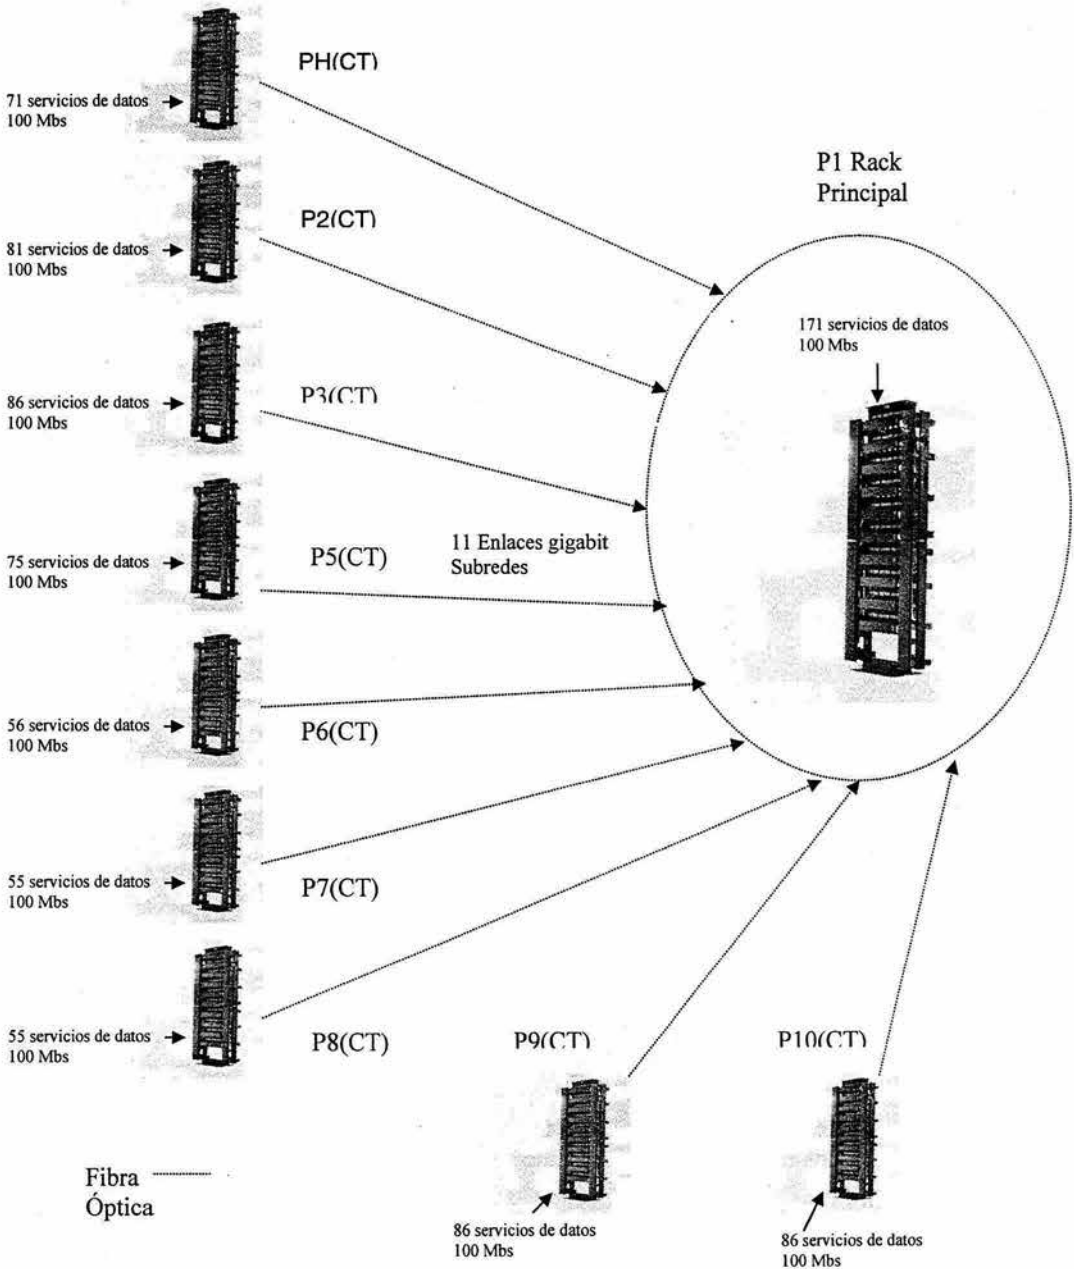 PH(CT)
71 servicios de datos
100 Mbs
P1 Rack
Principal
P2(CT)
81 servicios de datos
100 Mbs
171 servicios de datos
100 Mbs
P3(CT)
86 servicios de datos
100 Mbs
11 Enlaces gigabit
Subredes
P5(CT)
75 servicios de datos
100 Mbs
56 servicios de datos
100 Mbs
P6(CT)
55 servicios de datos
100 Mbs
P7(CT)
55 servicios de datos
100 Mbs
P8(CT)
P9(CT)
P10(CT)
Fibra
Óptica
86 servicios de datos
100 Mbs
86 servicios de datos
100 Mbs